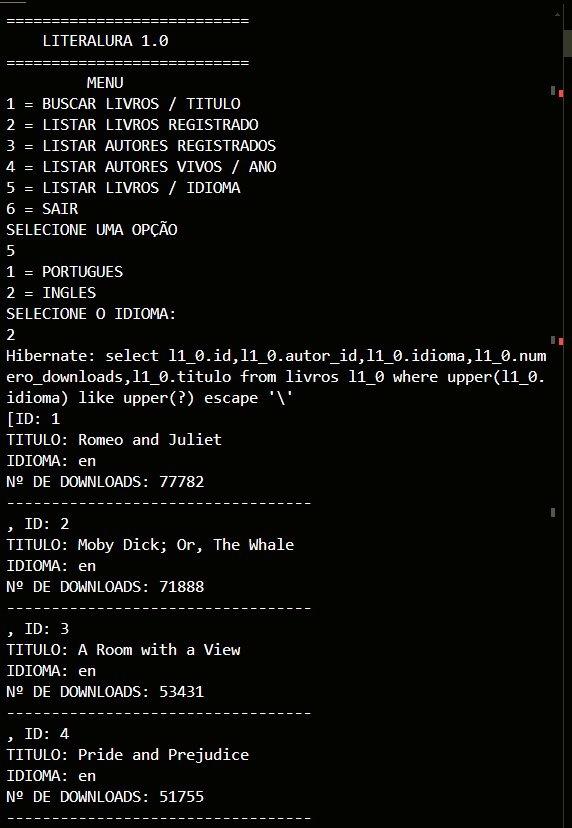 ===========================
    LITERALURA 1.0
===========================
         MENU
1 = BUSCAR LIVROS / TITULO
2 = LISTAR LIVROS REGISTRADO
3 = LISTAR AUTORES REGISTRADOS
4 = LISTAR AUTORES VIVOS / ANO
5 = LISTAR LIVROS / IDIOMA
6 = SAIR
SELECIONE UMA OPÇÃO
5
1 = PORTUGUES
2 = INGLES
SELECIONE O IDIOMA:
2
Hibernate: select l1_0.id,l1_0.autor_id,l1_0.idioma,l1_0.num
ero_downloads,l1_0.titulo from livros l1_0 where upper(l1_0.
idioma) like upper(?) escape '\'
[ID: 1
TITULO: Romeo and Juliet
IDIOMA: en
Nº DE DOWNLOADS: 77782
----------------------------------
, ID: 2
TITULO: Moby Dick; Or, The Whale
IDIOMA: en
Nº DE DOWNLOADS: 71888
----------------------------------
, ID: 3
TITULO: A Room with a View
IDIOMA: en
Nº DE DOWNLOADS: 53431
----------------------------------
, ID: 4
TITULO: Pride and Prejudice
IDIOMA: en
Nº DE DOWNLOADS: 51755
----------------------------------